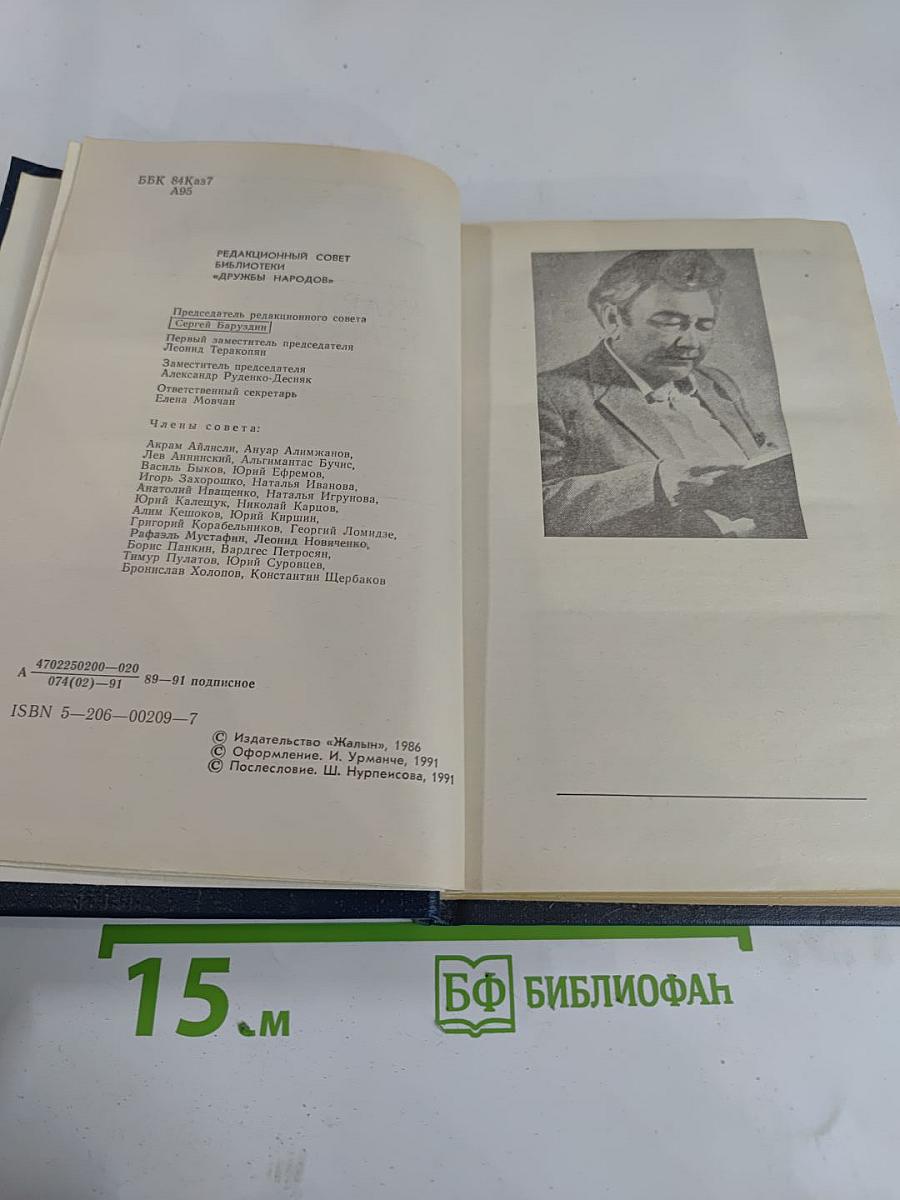 ББК 84Каз7
А95
РЕДАКЦИОННЫЙ СОВЕТ
БИБЛИОТЕКИ
«ДРУЖБЫ НАРОДОВ»
Председатель редакционного совета
Сергей Баруздин
Первый заместитель председателя
Леонид Теракопян
Заместитель председателя
Александр Руденко-Десняк
Ответственный секретарь
Елена Мовчан
Члены совета:
Акрам Айлисли, Ануар Алимжанов,
Лев Аннинский, Альгимантас Бучис,
Василь Быков, Юрий Ефремов,
Игорь Захорошко, Наталья Иванова,
Анатолий Иващенко, Наталья Игрунова,
Юрий Калещук, Николай Карцов,
Алим Кешоков, Юрий Киршин,
Григорий Корабельников, Георгий Ломидзе,
Рафаэль Мустафин, Леонид Новиченко,
Борис Панкин, Вардгес Петросян,
Тимур Пулатов, Юрий Суровцев,
Бронислав Холопов, Константин Щербаков
А 4702250200—020
074(02)—91 89—91 подписное
ISBN 5—206—00209—7
© Издательство «Жалын», 1986
© Оформление. И. Урманче, 1991
© Послесловие. Ш. Нурпеисова, 1991
15 см
БФ БИБЛИОФАН